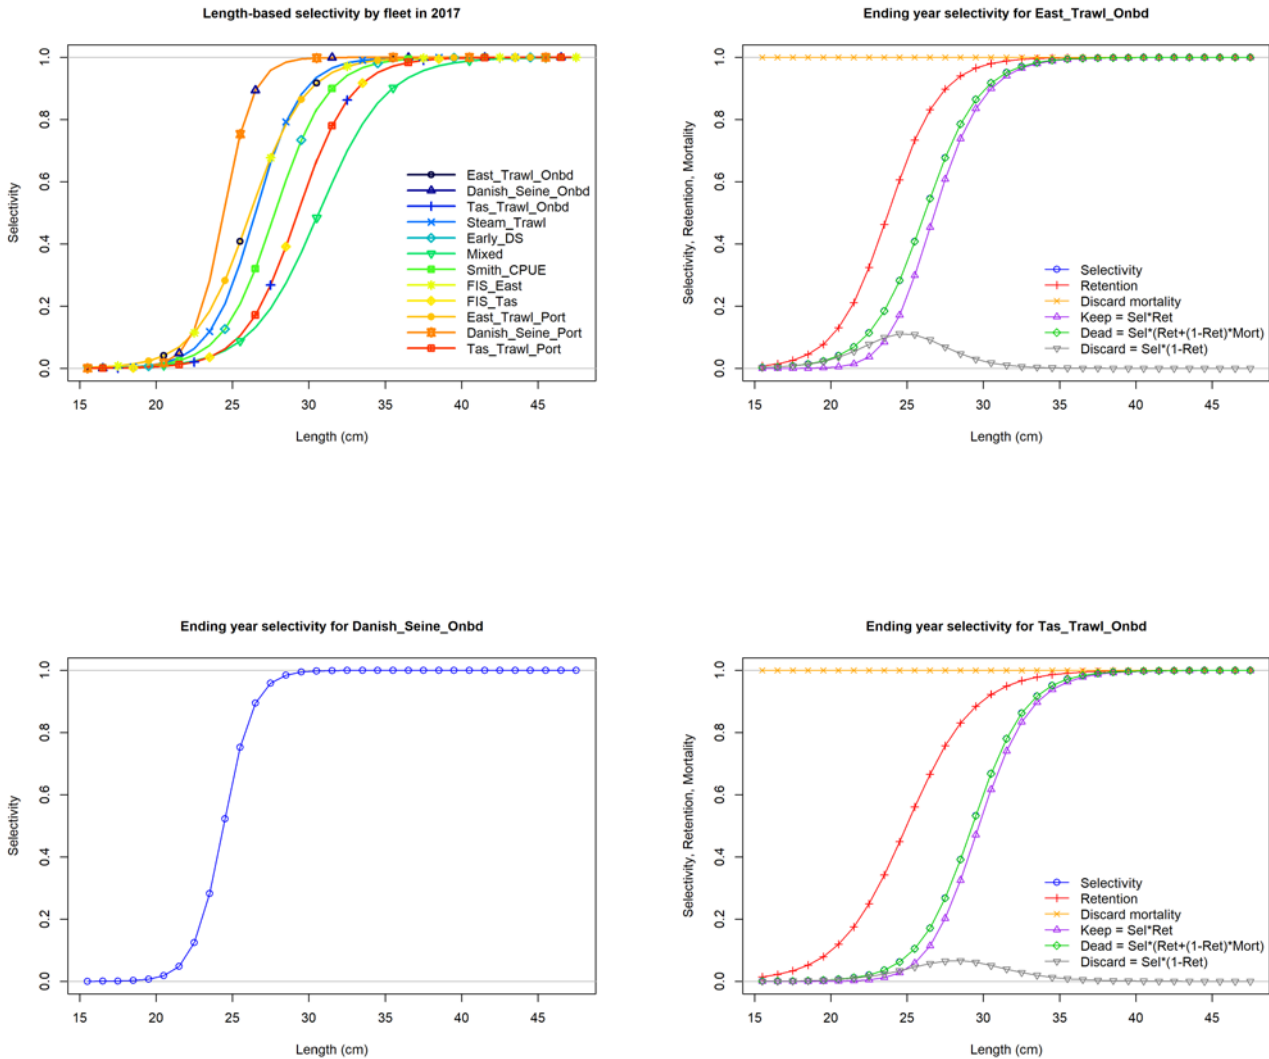 Length-based selectivity by fleet in 2017
Selectivity
1.0
0.8
0.6
0.4
0.2
0.0
East_Trawl_Onbd
Danish_Seine_Onbd
Tas_Trawl_Onbd
Steam_Trawl
Early_DS
Mixed
Smith_CPUE
FIS_East
FIS_Tas
East_Trawl_Port
Danish_Seine_Port
Tas_Trawl_Port
15 20 25 30 35 40 45
Length (cm)
Ending year selectivity for East_Trawl_Onbd
Selectivity, Retention, Mortality
1.0
0.8
0.6
0.4
0.2
0.0
Selectivity
Retention
Discard mortality
Keep = Sel*Ret
Dead = Sel*(Ret+(1-Ret)*Mort)
Discard = Sel*(1-Ret)
15 20 25 30 35 40 45
Length (cm)
Ending year selectivity for Danish_Seine_Onbd
Selectivity
1.0
0.8
0.6
0.4
0.2
0.0
15 20 25 30 35 40 45
Length (cm)
Ending year selectivity for Tas_Trawl_Onbd
Selectivity, Retention, Mortality
1.0
0.8
0.6
0.4
0.2
0.0
Selectivity
Retention
Discard mortality
Keep = Sel*Ret
Dead = Sel*(Ret+(1-Ret)*Mort)
Discard = Sel*(1-Ret)
15 20 25 30 35 40 45
Length (cm)